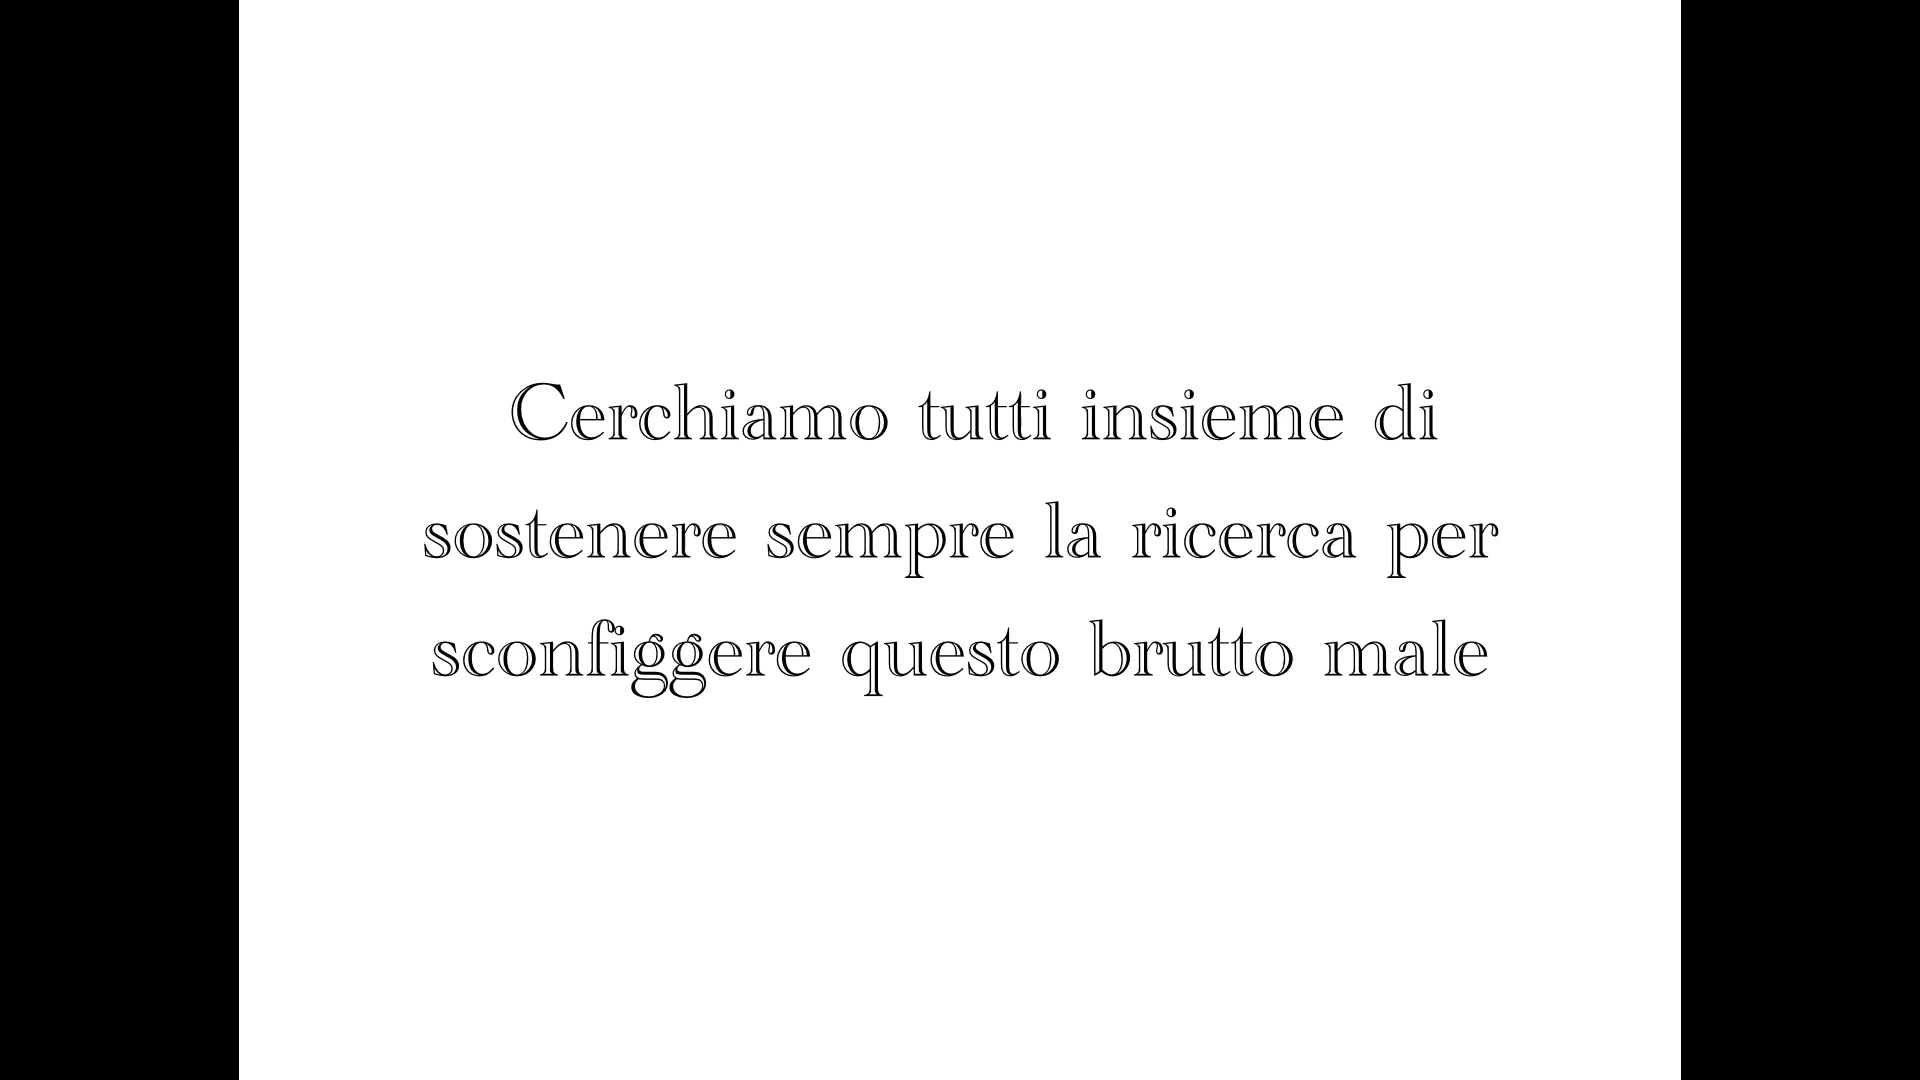 Cerchiamo tutti insieme di
sostenere sempre la ricerca per
sconfiggere questo brutto male